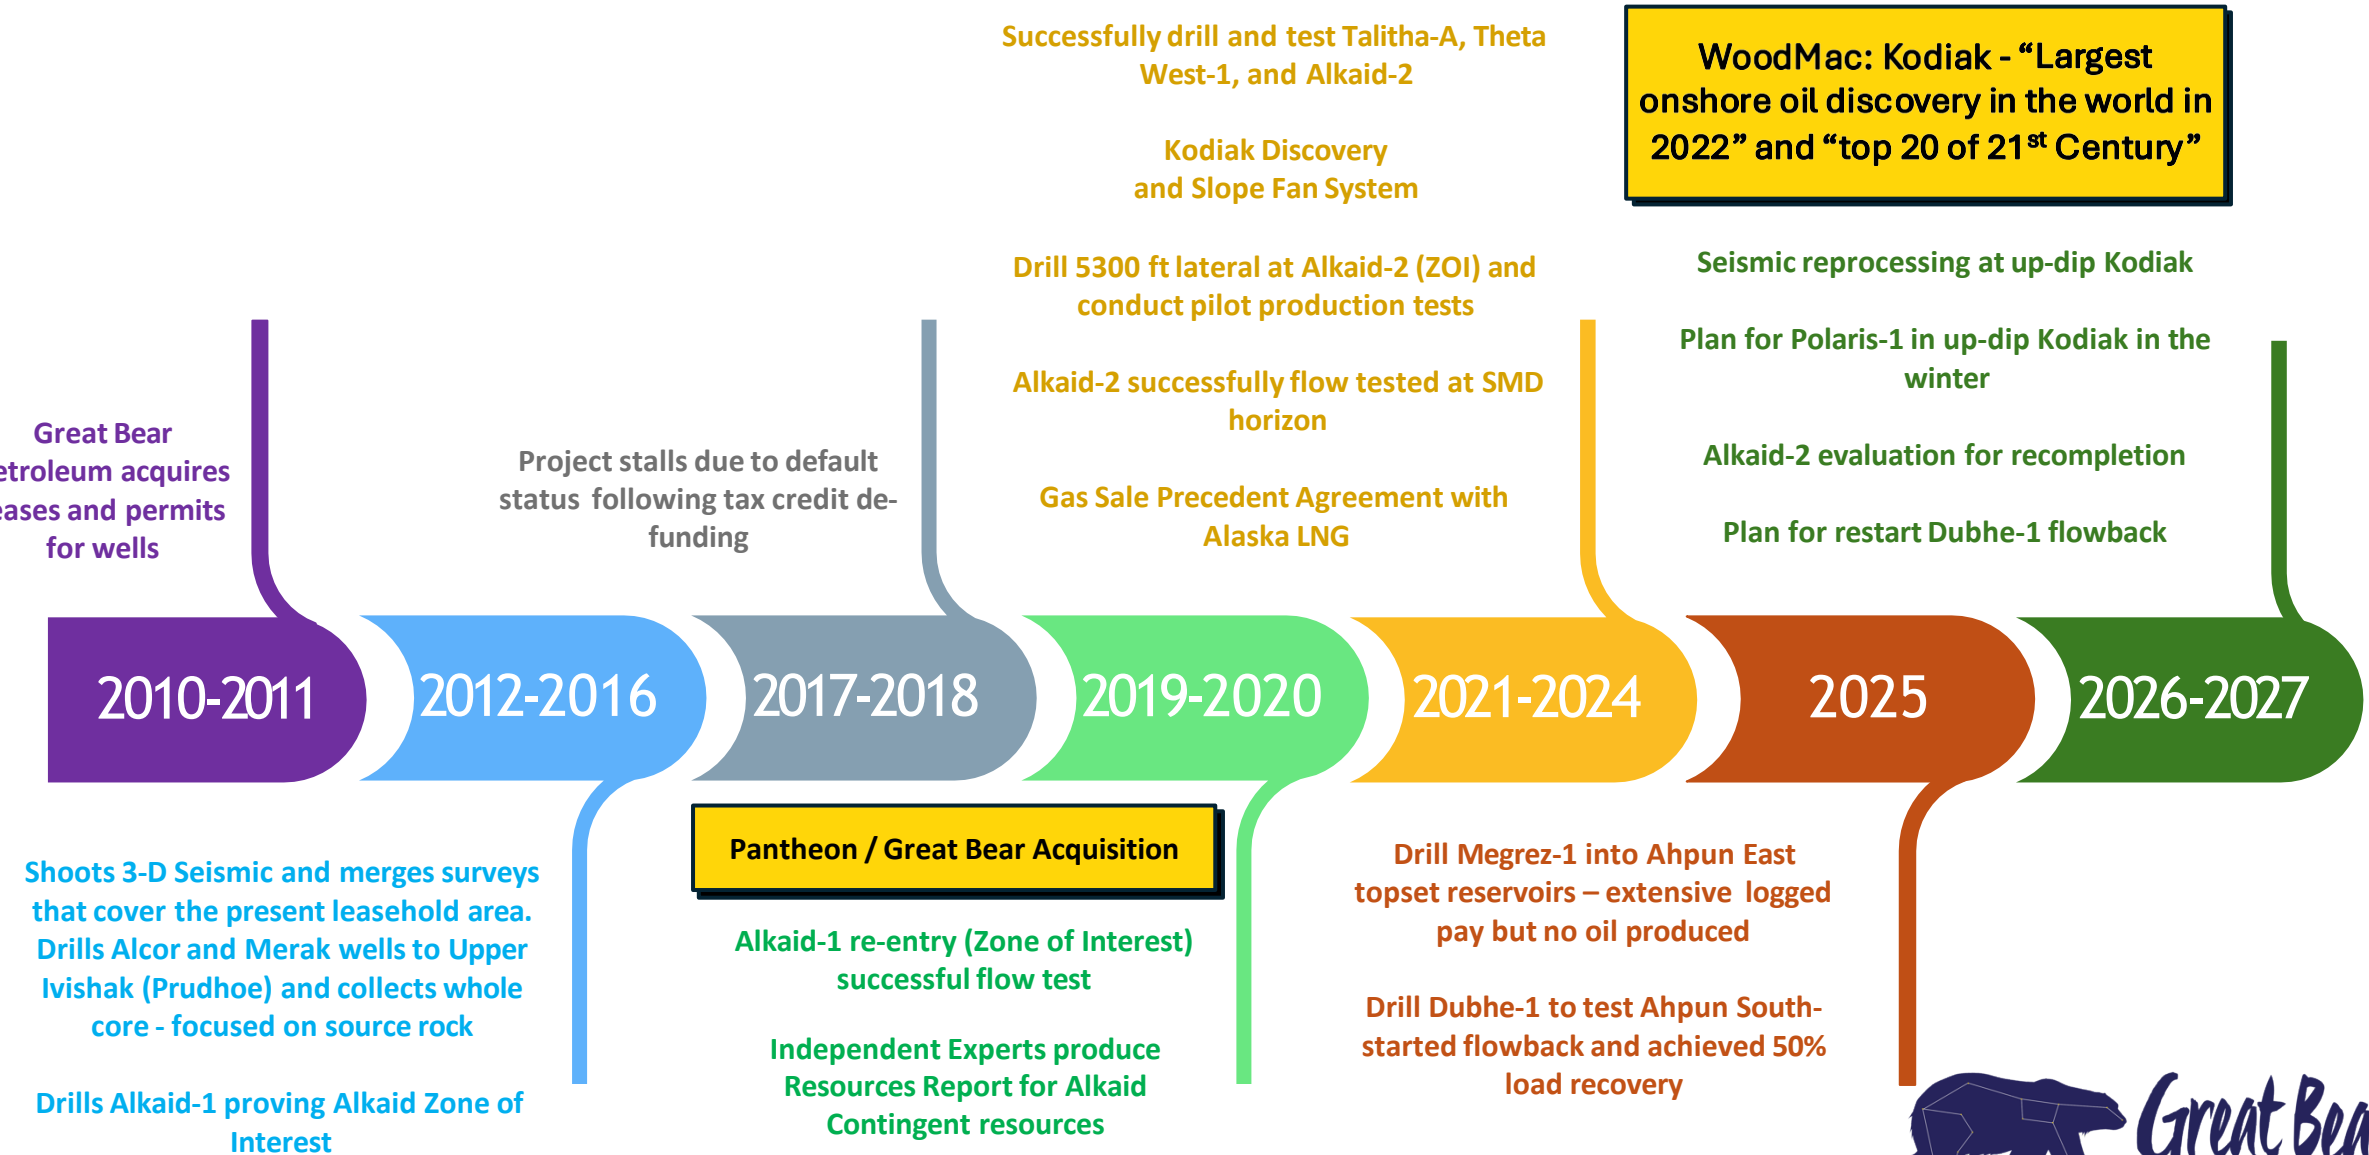 Great Bear
etroleum acquires
eases and permits
for wells
Project stalls due to default
status following tax credit de-
funding
Successfully drill and test Talitha-A, Theta
West-1, and Alkaid-2
Kodiak Discovery
and Slope Fan System
Drill 5300 ft lateral at Alkaid-2 (ZOI) and
conduct pilot production tests
Alkaid-2 successfully flow tested at SMD
horizon
Gas Sale Precedent Agreement with
Alaska LNG
WoodMac: Kodiak - “Largest
onshore oil discovery in the world in
2022” and “top 20 of 21st Century”
Seismic reprocessing at up-dip Kodiak
Plan for Polaris-1 in up-dip Kodiak in the
winter
Alkaid-2 evaluation for recompletion
Plan for restart Dubhe-1 flowback
2010-2011
2012-2016
2017-2018
2019-2020
2021-2024
2025
2026-2027
Shoots 3-D Seismic and merges surveys
that cover the present leasehold area.
Drills Alcor and Merak wells to Upper
Ivishak (Prudhoe) and collects whole
core - focused on source rock
Drills Alkaid-1 proving Alkaid Zone of
Interest
Pantheon / Great Bear Acquisition
Alkaid-1 re-entry (Zone of Interest)
successful flow test
Independent Experts produce
Resources Report for Alkaid
Contingent resources
Drill Megrez-1 into Ahpun East
topset reservoirs – extensive logged
pay but no oil produced
Drill Dubhe-1 to test Ahpun South-
started flowback and achieved 50%
load recovery
Great Bea